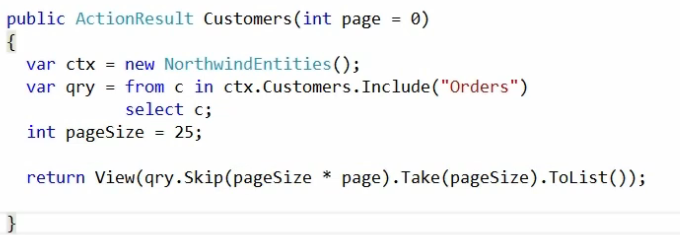 public ActionResult Customers(int page = 0)
{
var ctx = new NorthwindEntities();
var qry = from c in ctx.Customers.Include("Orders")
select c;
int pageSize = 25;
return View(qry.Skip(pageSize * page).Take(pageSize).ToList());
}